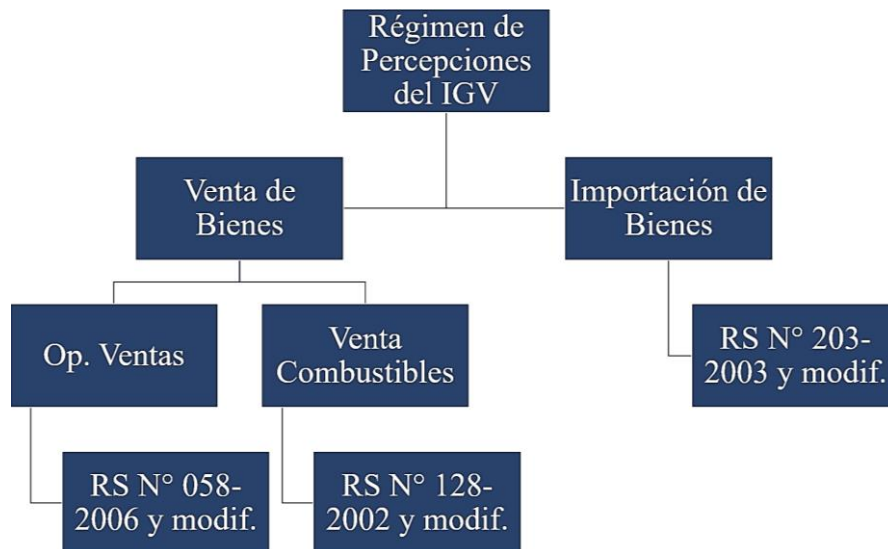 Régimen de
Percepciones
del IGV
Venta de
Bienes
Importación de
Bienes
Op. Ventas
Venta
Combustibles
RS N° 203-
2003 y modif.
RS N° 058-
2006 y modif.
RS N° 128-
2002 y modif.